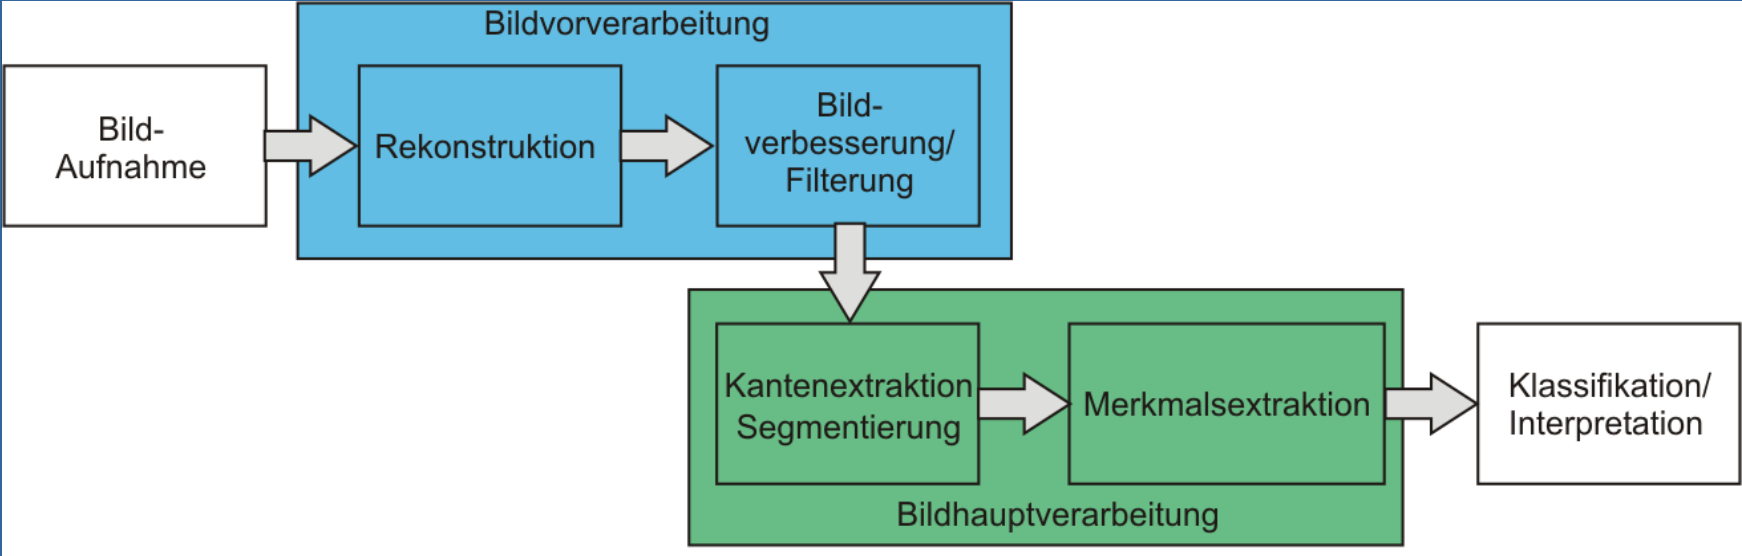 Bildvorverarbeitung
Bild-
Aufnahme
Rekonstruktion
Bild-
verbesserung/
Filterung
Kantenextraktion
Segmentierung
Merkmalsextraktion
Klassifikation/
Interpretation
Bildhauptverarbeitung